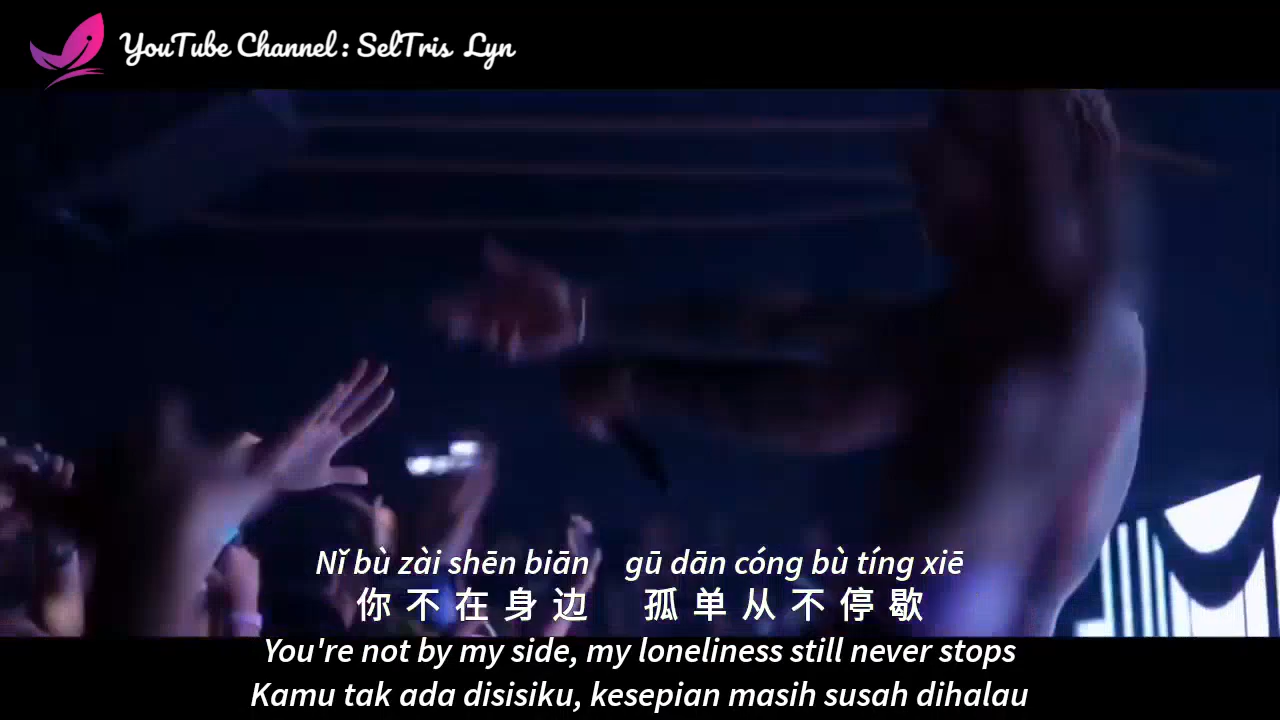 YouTube Channel : SelTris Lyn
Nǐ bù zài shēn biān gū dān cóng bù tíng xiē
你不在身边 孤单从不停歇
You're not by my side, my loneliness still never stops
Kamu tak ada disisiku, kesepian masih susah dihalau